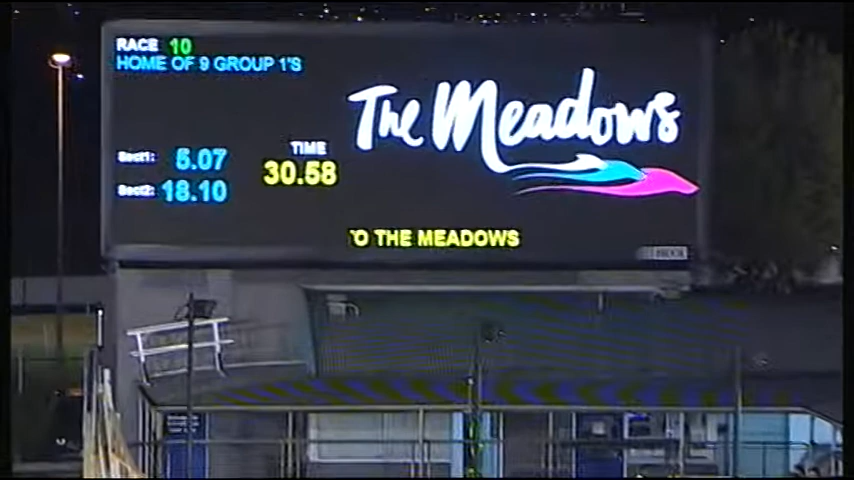 RACE 10
HOME OF 9 GROUP 1'S
The Meadows
TIME
Sect1: 5.07
30.58
Sect2: 18.10
O THE MEADOWS